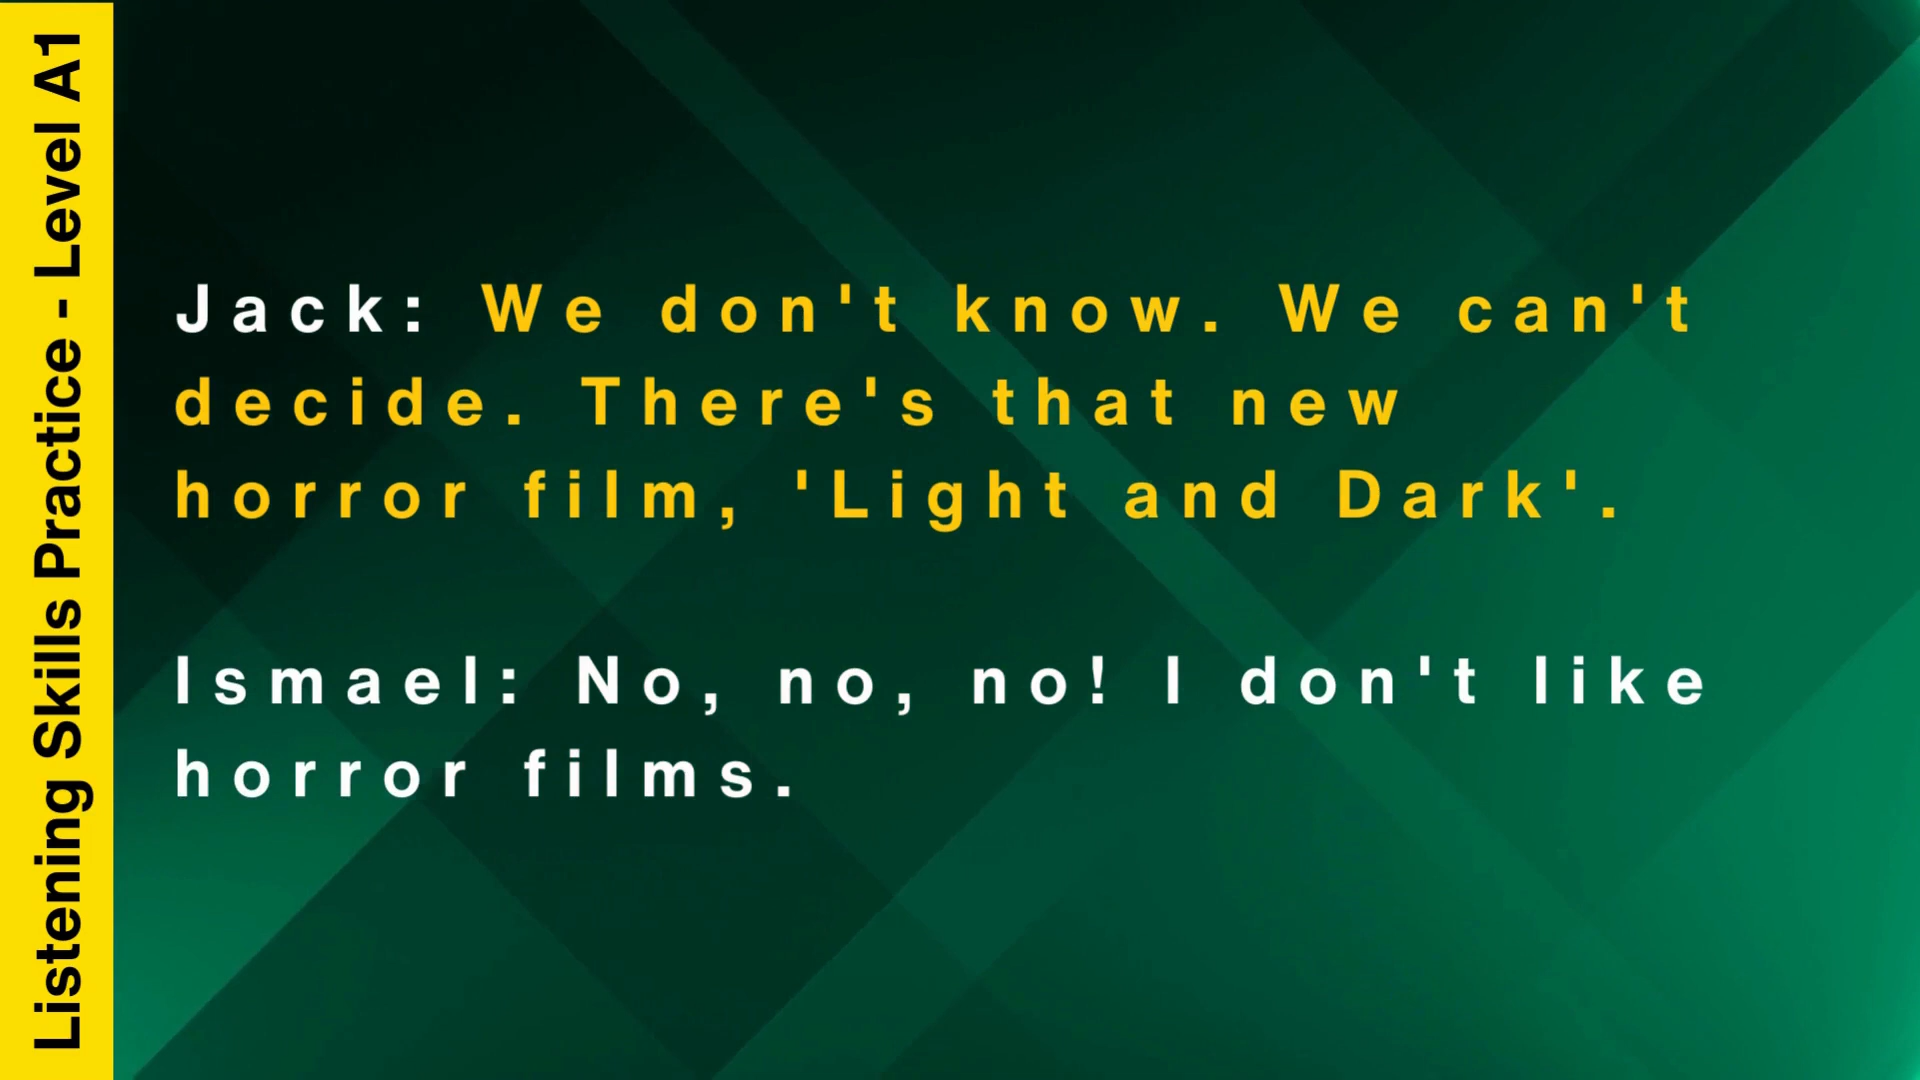 Listening Skills Practice - Level A1
Jack: We don't know. We can't
decide. There's that new
horror film, 'Light and Dark'.
Ismael: No, no, no! I don't like
horror films.